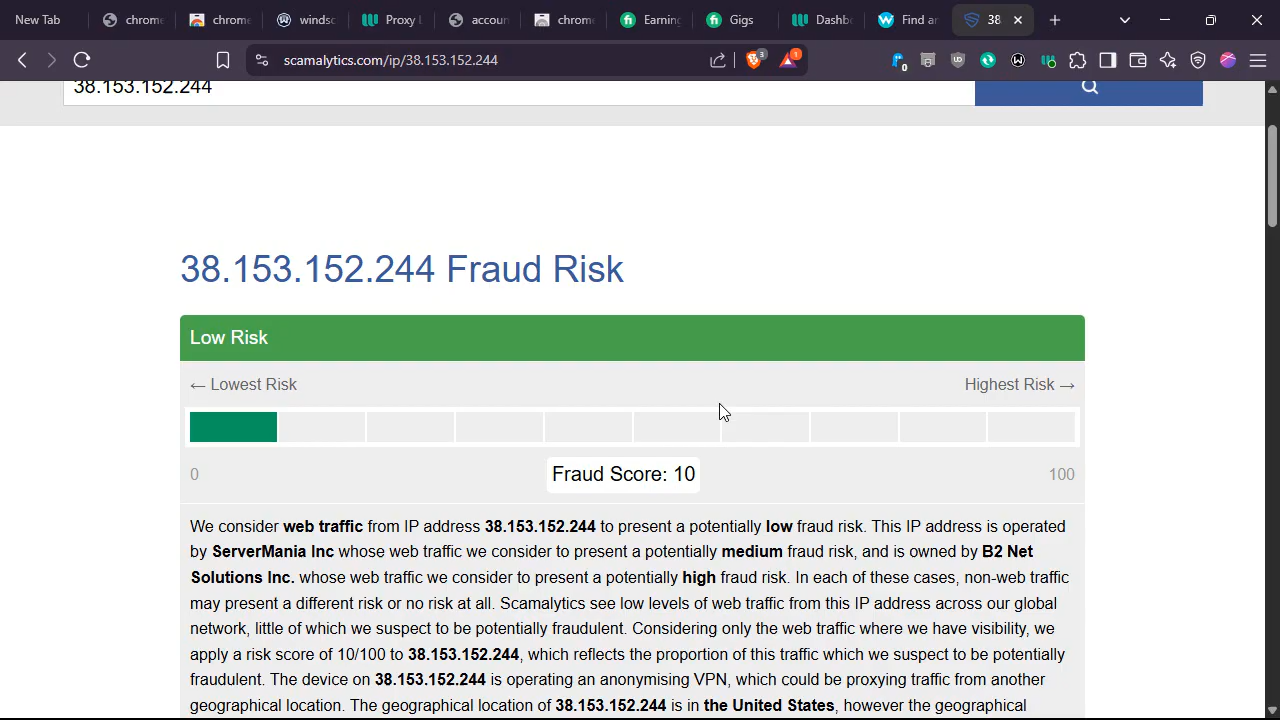 New Tab
chrome
chrome
windsc
Proxy L
accoun
chrome
Earning
Gigs
Dashbo
Find an
38
scamalytics.com/ip/38.153.152.244
3
1
0
38.153.152.244
38.153.152.244 Fraud Risk
Low Risk
← Lowest Risk
Highest Risk →
0
Fraud Score: 10
100
We consider web traffic from IP address 38.153.152.244 to present a potentially low fraud risk. This IP address is operated
by ServerMania Inc whose web traffic we consider to present a potentially medium fraud risk, and is owned by B2 Net
Solutions Inc. whose web traffic we consider to present a potentially high fraud risk. In each of these cases, non-web traffic
may present a different risk or no risk at all. Scamalytics see low levels of web traffic from this IP address across our global
network, little of which we suspect to be potentially fraudulent. Considering only the web traffic where we have visibility, we
apply a risk score of 10/100 to 38.153.152.244, which reflects the proportion of this traffic which we suspect to be potentially
fraudulent. The device on 38.153.152.244 is operating an anonymising VPN, which could be proxying traffic from another
geographical location. The geographical location of 38.153.152.244 is in the United States, however the geographical